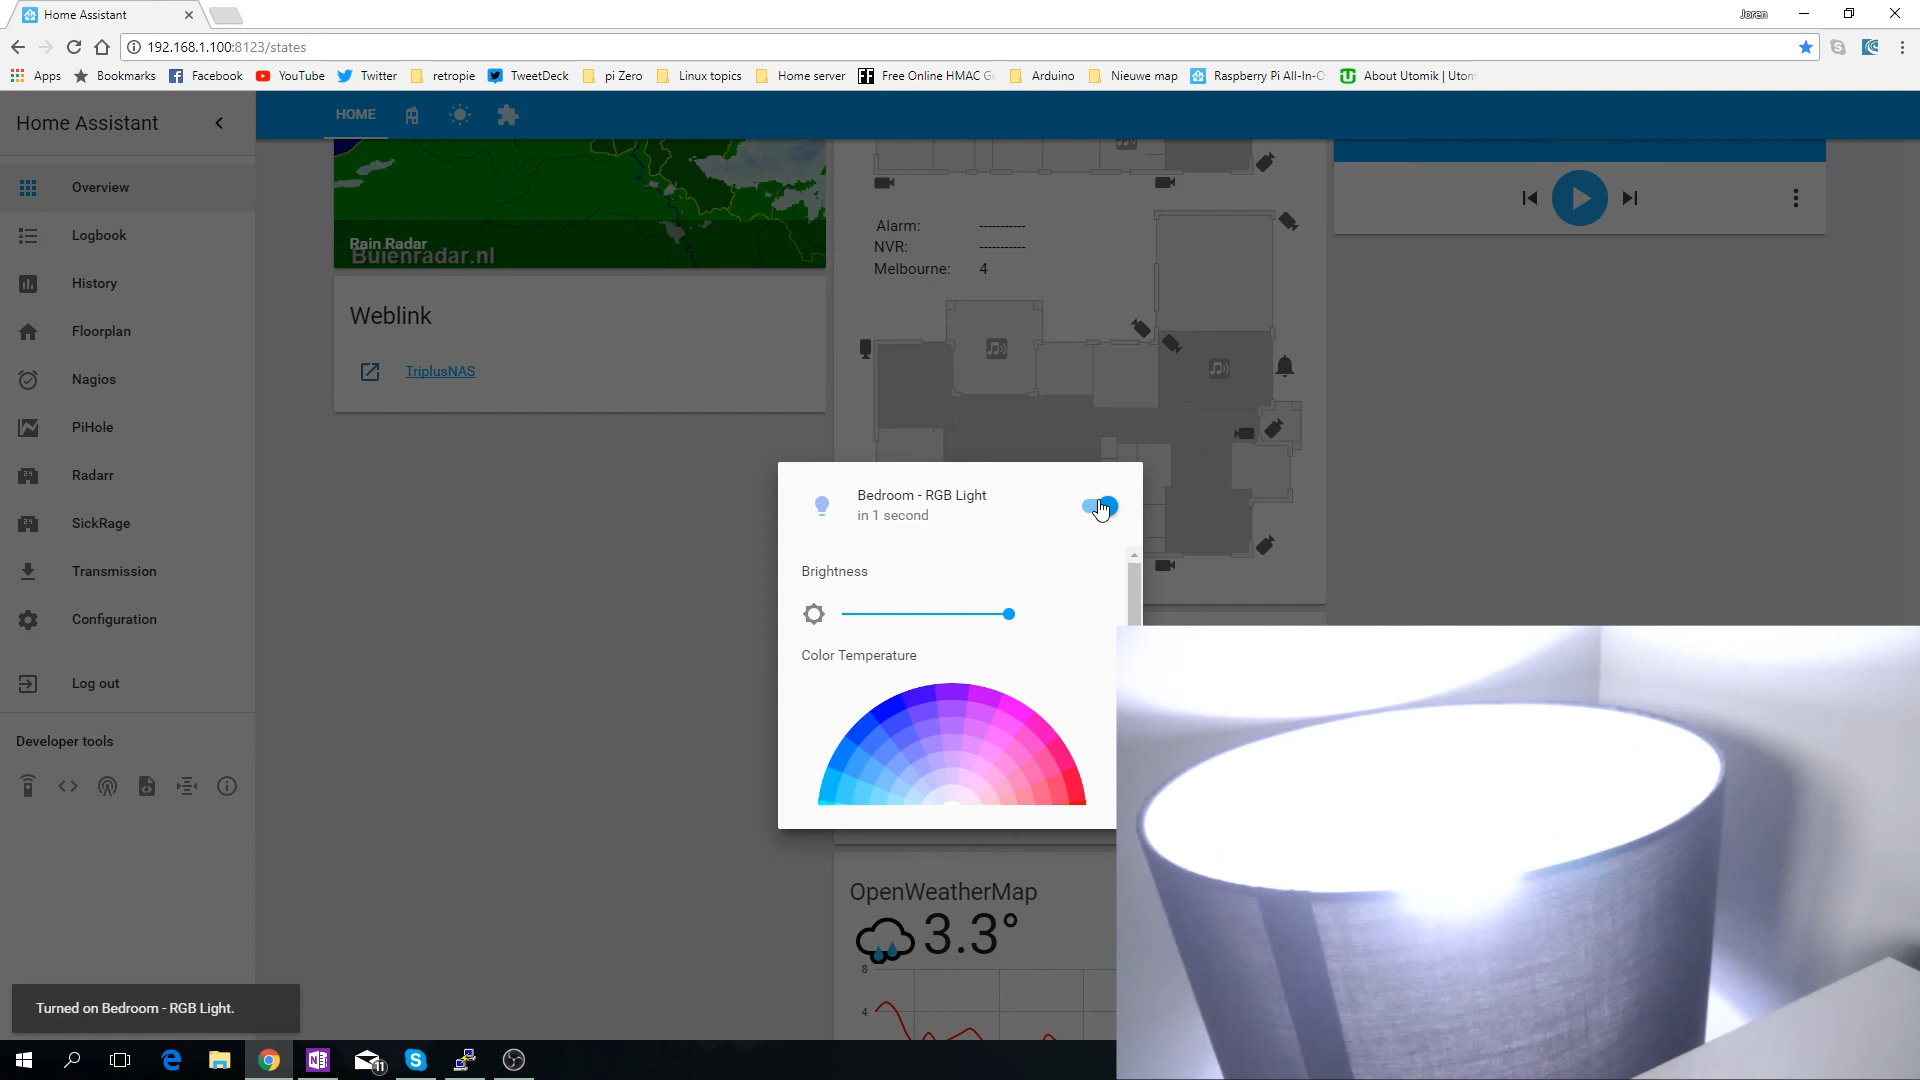 Home Assistant
Joren
192.168.1.100:8123/states
Apps
Bookmarks
Facebook
YouTube
Twitter
retropie
TweetDeck
pi Zero
Linux topics
Home server
Free Online HMAC G
Arduino
Nieuwe map
Raspberry Pi All-In-O
About Utomik | Utom
Home Assistant
HOME
Overview
Logbook
History
Floorplan
Nagios
PiHole
Radarr
SickRage
Transmission
Configuration
Log out
Developer tools
Rain Radar
Buienradar.nl
Weblink
TriplusNAS
Alarm: -----------
NVR: -----------
Melbourne: 4
Bedroom - RGB Light
in 1 second
Brightness
Color Temperature
OpenWeatherMap
3.3°
8
4
Turned on Bedroom - RGB Light.
11